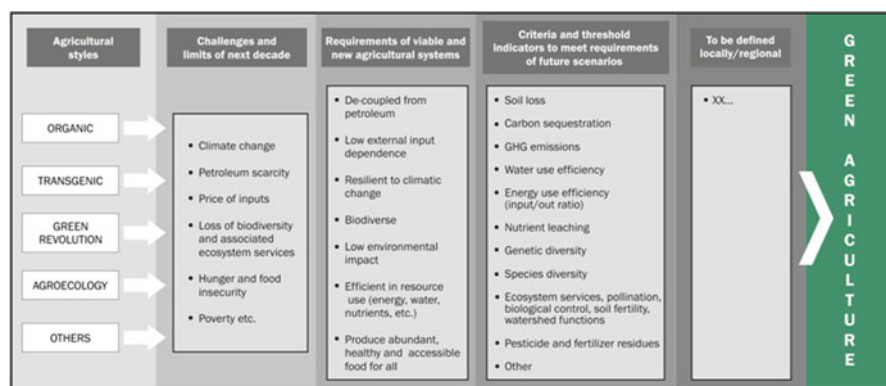 Agricultural
styles
ORGANIC
TRANSGENIC
GREEN
REVOLUTION
AGROECOLOGY
OTHERS
Challenges and
limits of next decade
• Climate change
• Petroleum scarcity
• Price of inputs
• Loss of biodiversity
and associated
ecosystem services
• Hunger and food
insecurity
• Poverty etc.
Requirements of viable and
new agricultural systems
• De-coupled from
petroleum
• Low external input
dependence
• Resilient to climatic
change
• Biodiverse
• Low environmental
impact
• Efficient in resource
use (energy, water,
nutrients, etc.)
• Produce abundant,
healthy and accessible
food for all
Criteria and threshold
indicators to meet requirements
of future scenarios
• Soil loss
• Carbon sequestration
• GHG emissions
• Water use efficiency
• Energy use efficiency
(input/out ratio)
• Nutrient leaching
• Genetic diversity
• Species diversity
• Ecosystem services, pollination,
biological control, soil fertility,
watershed functions
• Pesticide and fertilizer residues
• Other
To be defined
locally/regional
• XX...
GREEN AGRICULTURE